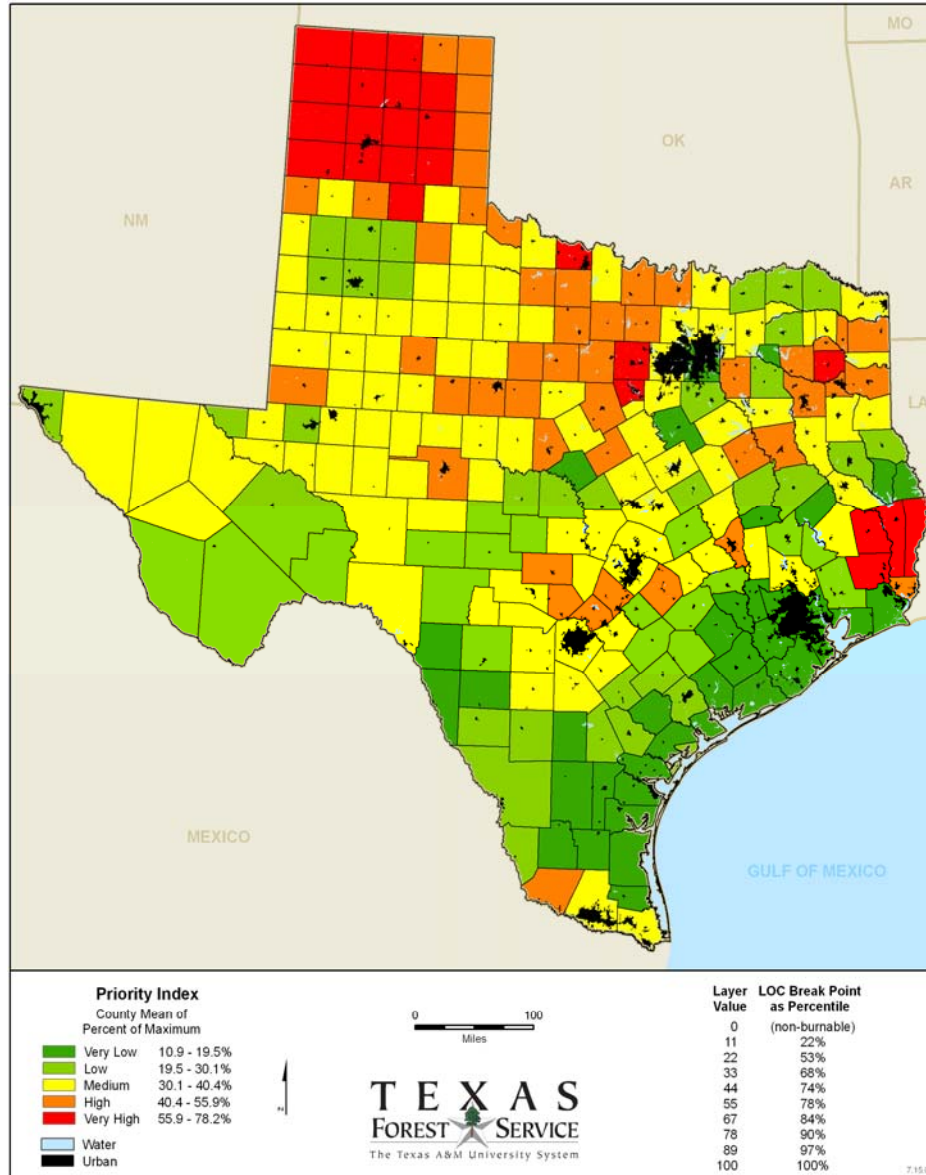 MO
OK
AR
NM
LA
MEXICO
GULF OF MEXICO
Priority Index
County Mean of
Percent of Maximum
Very Low 10.9 - 19.5%
Low 19.5 - 30.1%
Medium 30.1 - 40.4%
High 40.4 - 55.9%
Very High 55.9 - 78.2%
Water
Urban
0 100
Miles
TEXAS
FOREST SERVICE
The Texas A&M University System
Layer LOC Break Point
Value as Percentile
0 (non-burnable)
11 22%
22 53%
33 68%
44 74%
55 78%
67 84%
78 90%
89 97%
100 100%